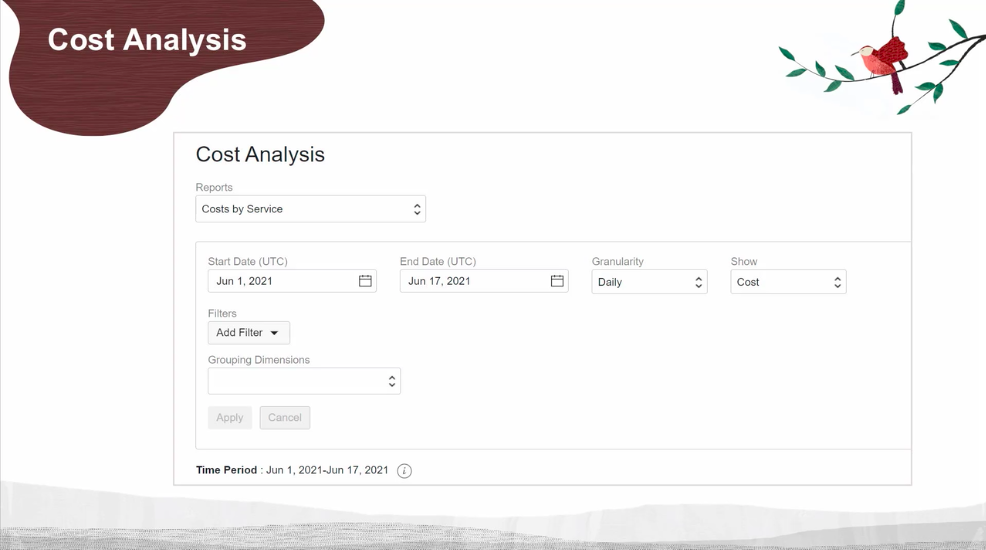 Cost Analysis
Cost Analysis
Reports
Costs by Service
Start Date (UTC)
End Date (UTC)
Granularity
Show
Jun 1, 2021
Jun 17, 2021
Daily
Cost
Filters
Add Filter
Grouping Dimensions
Apply
Cancel
Time Period : Jun 1, 2021-Jun 17, 2021 i